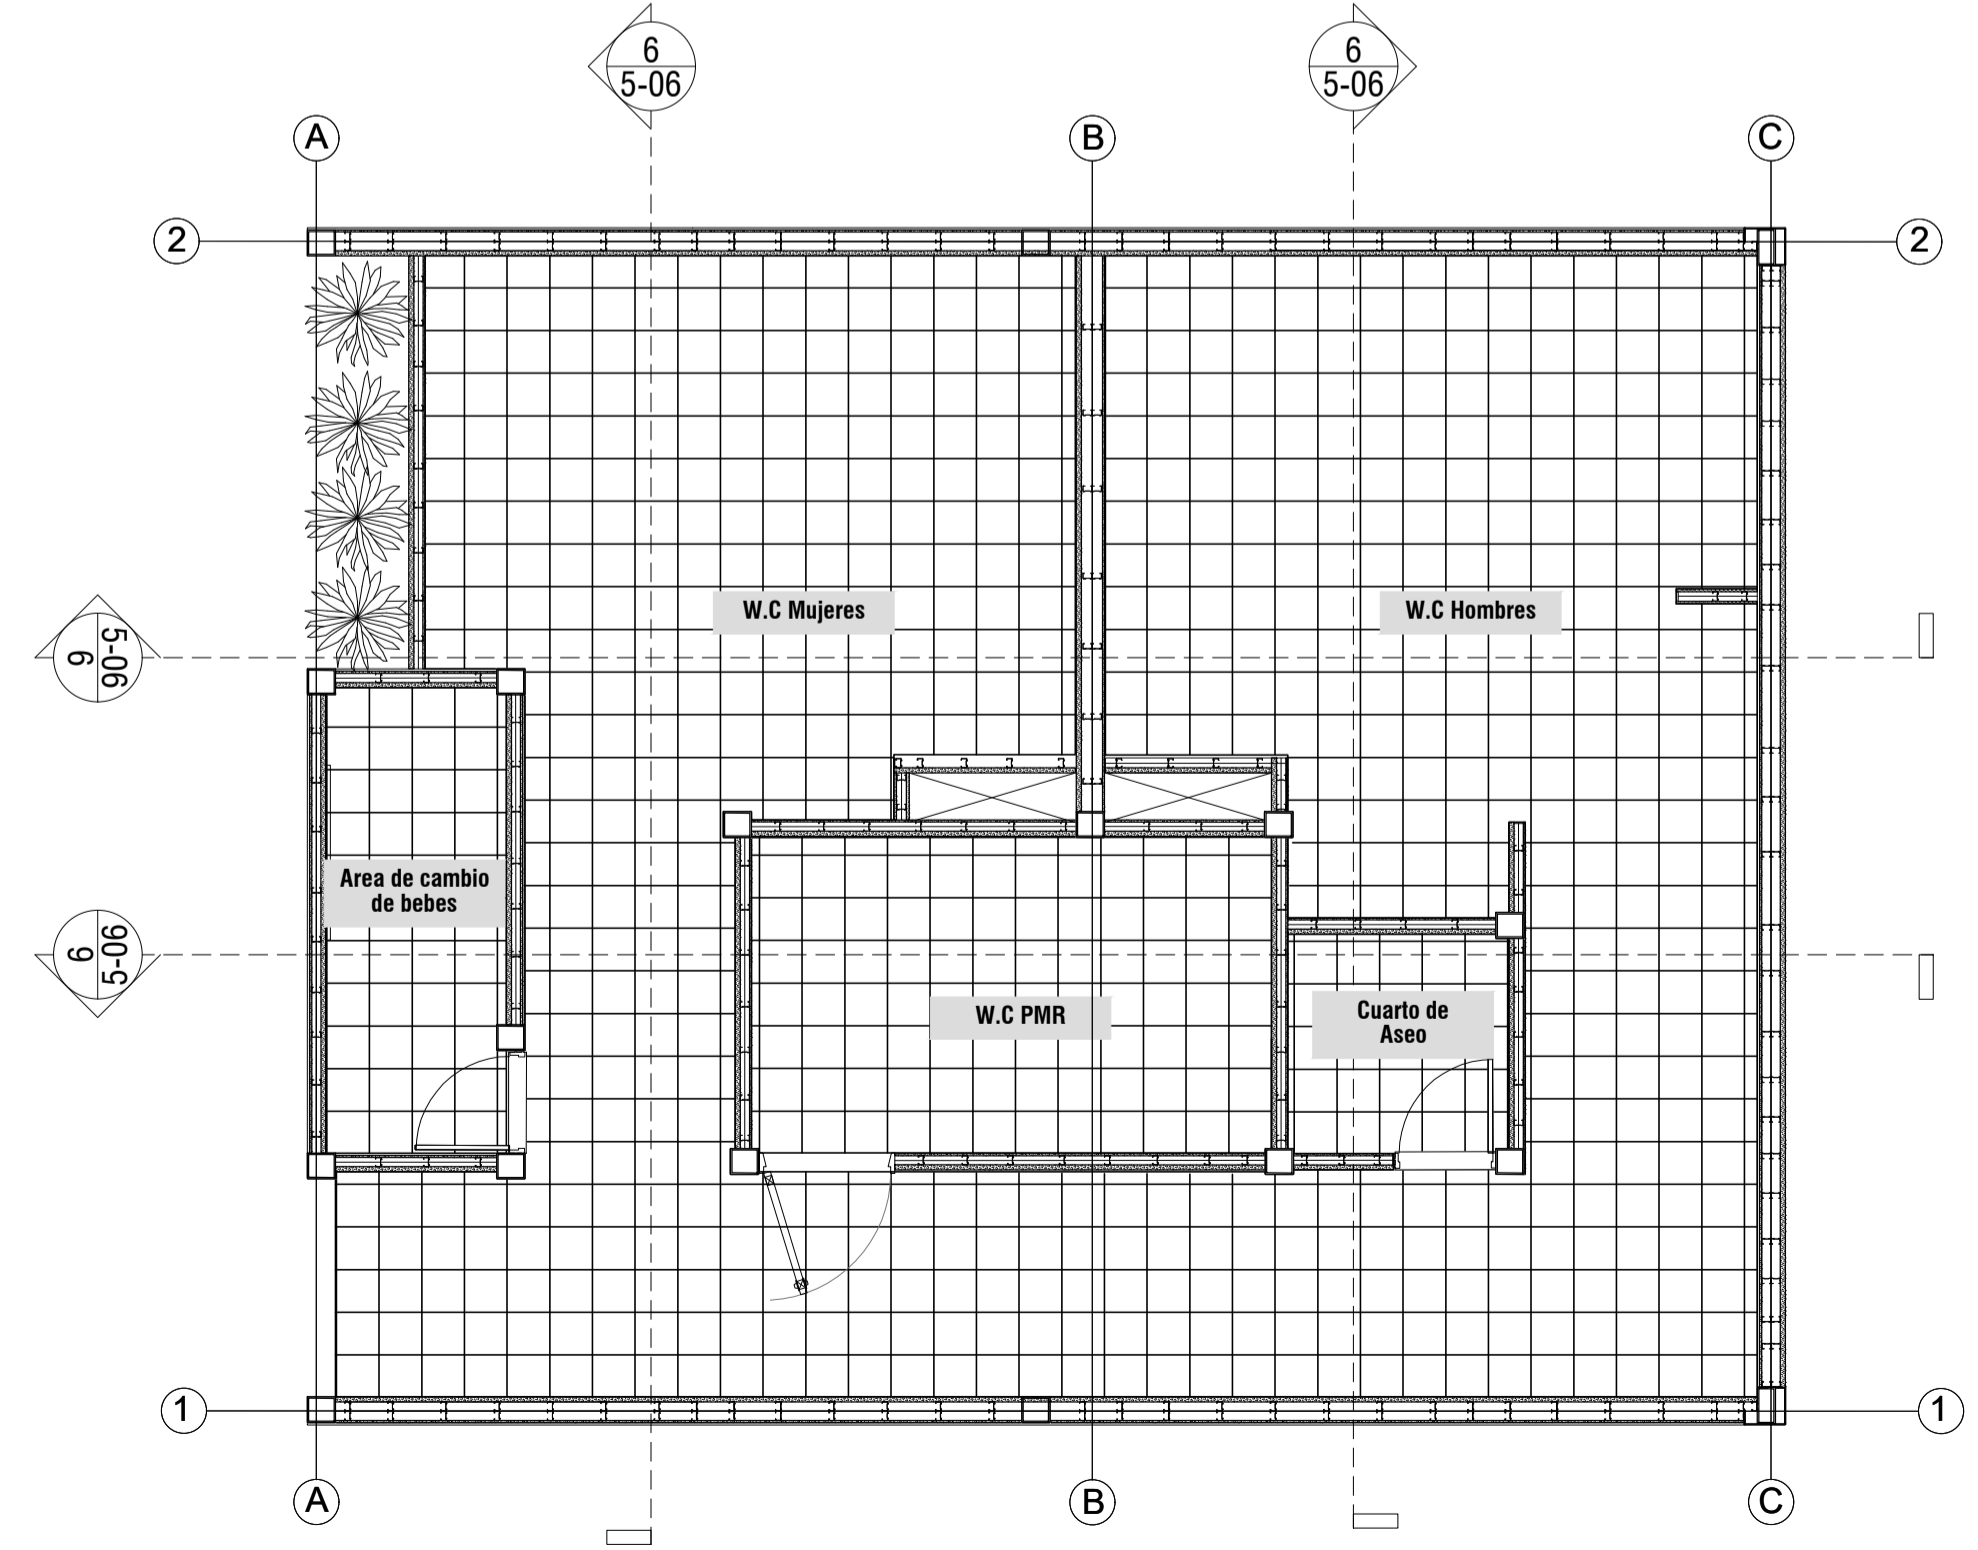 6
6
5-06
5-06
A
B
C
2
2
W.C Mujeres
W.C Hombres
6
5-06
Area de cambio
de bebes
6
5-06
W.C PMR
Cuarto de
Aseo
1
1
A
B
C